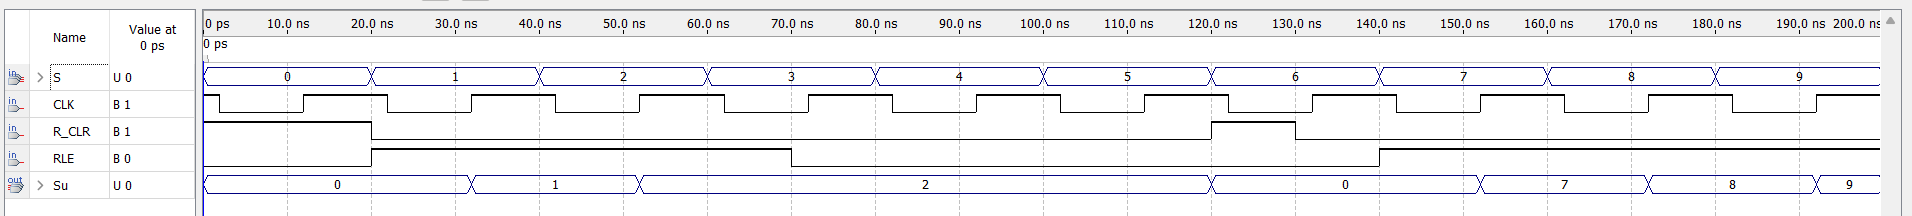 Name Value at 0 ps 0 ps 10.0 ns 20.0 ns 30.0 ns 40.0 ns 50.0 ns 60.0 ns 70.0 ns 80.0 ns 90.0 ns 100.0 ns 110.0 ns 120.0 ns 130.0 ns 140.0 ns 150.0 ns 160.0 ns 170.0 ns 180.0 ns 190.0 ns 200.0 ns
0 ps
in S U 0 0 1 2 3 4 5 6 7 8 9
in CLK B 1
in R_CLR B 1
in RLE B 0
out Su U 0 0 1 2 0 7 8 9